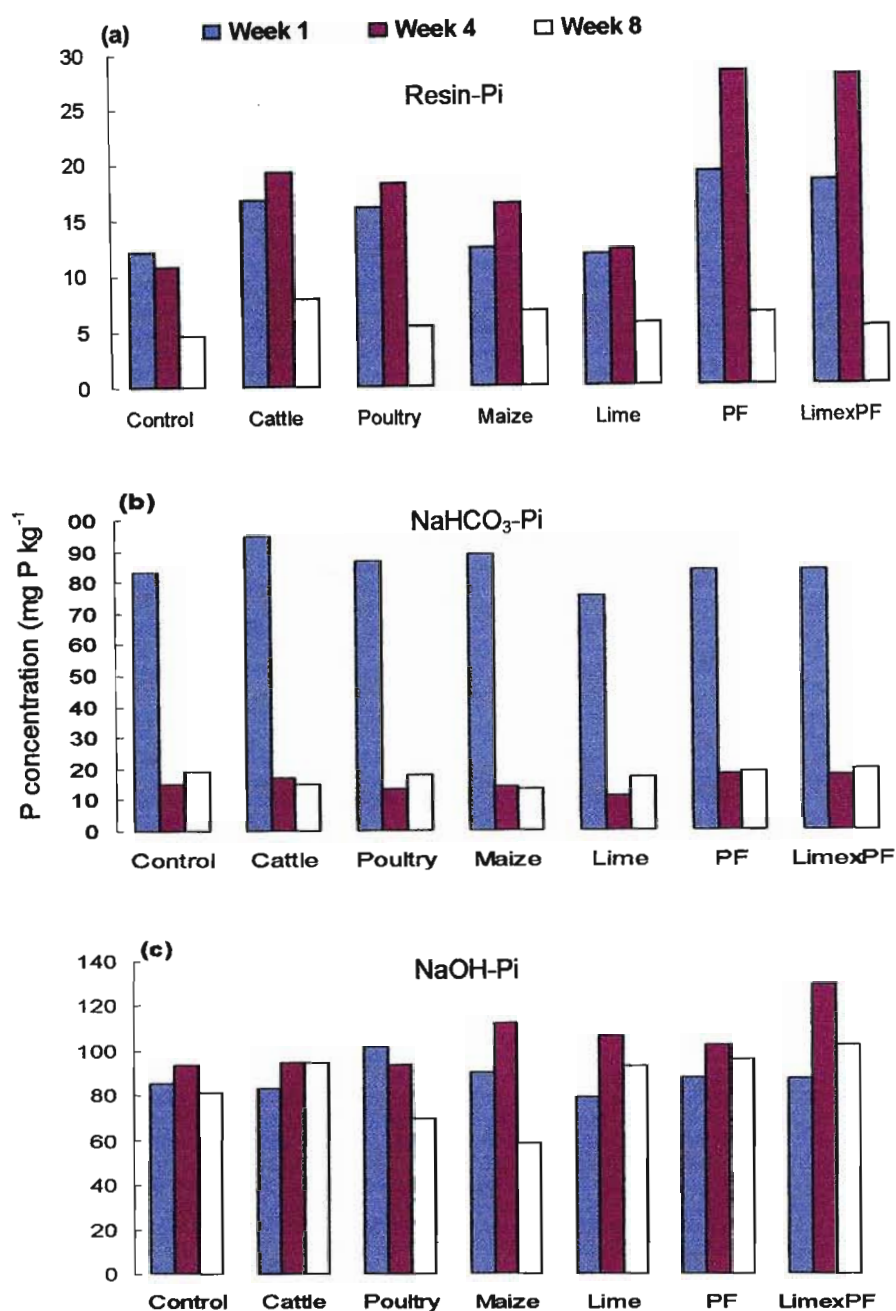 (a) Week 1 Week 4 Week 8
Resin-Pi
30
25
20
15
10
5
0
Control Cattle Poultry Maize Lime PF LimexPF
P concentration (mg P kg⁻¹)
(b)
NaHCO₃-Pi
00
90
80
70
60
50
40
30
20
10
0
Control Cattle Poultry Maize Lime PF LimexPF
(c)
NaOH-Pi
140
120
100
80
60
40
20
0
Control Cattle Poultry Maize Lime PF LimexPF